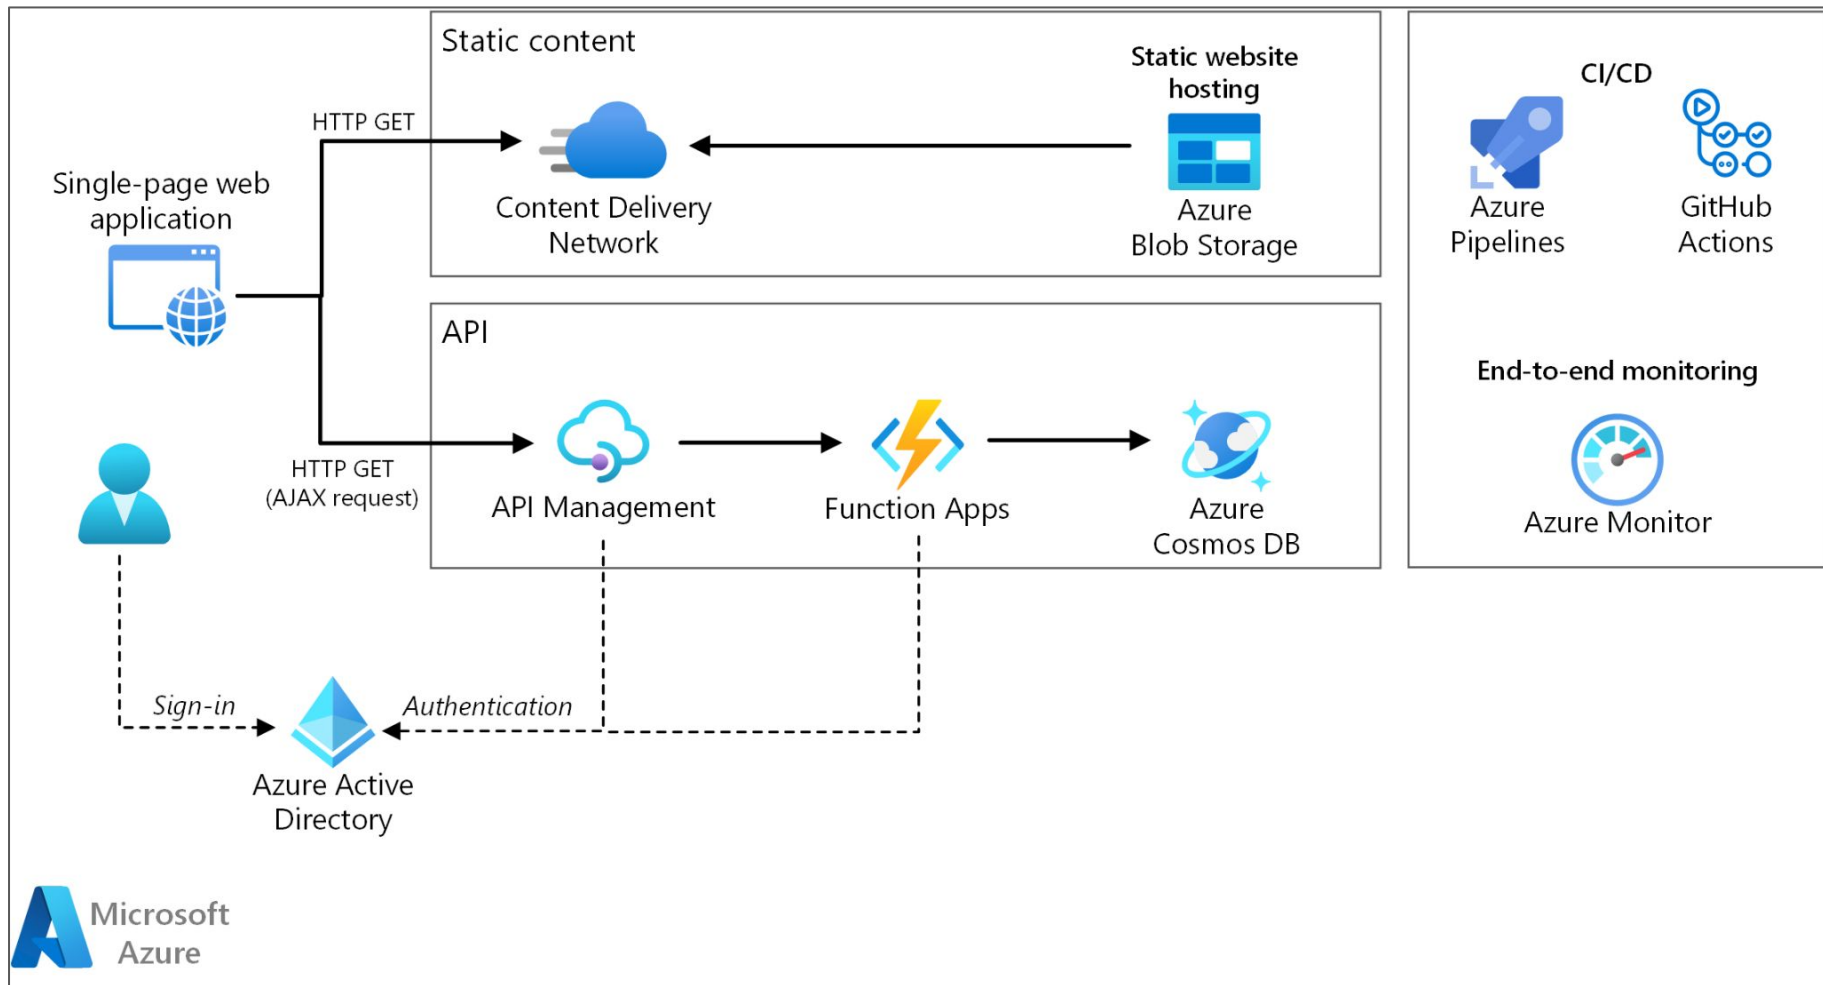 Static content
Static website
hosting
HTTP GET
Content Delivery
Network
Azure
Blob Storage
Single-page web
application
API
HTTP GET
(AJAX request)
API Management
Function Apps
Azure
Cosmos DB
CI/CD
Azure
Pipelines
GitHub
Actions
End-to-end monitoring
Azure Monitor
Sign-in
Authentication
Azure Active
Directory
Microsoft
Azure